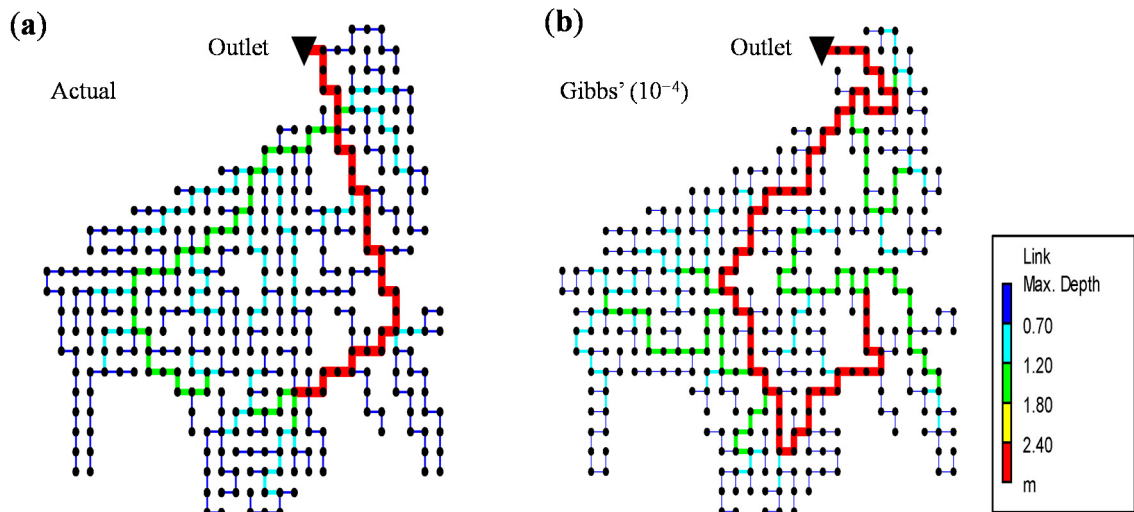 (a)
Outlet
Actual
(b)
Outlet
Gibbs’ (10⁻⁴)
Link
Max. Depth
0.70
1.20
1.80
2.40
m